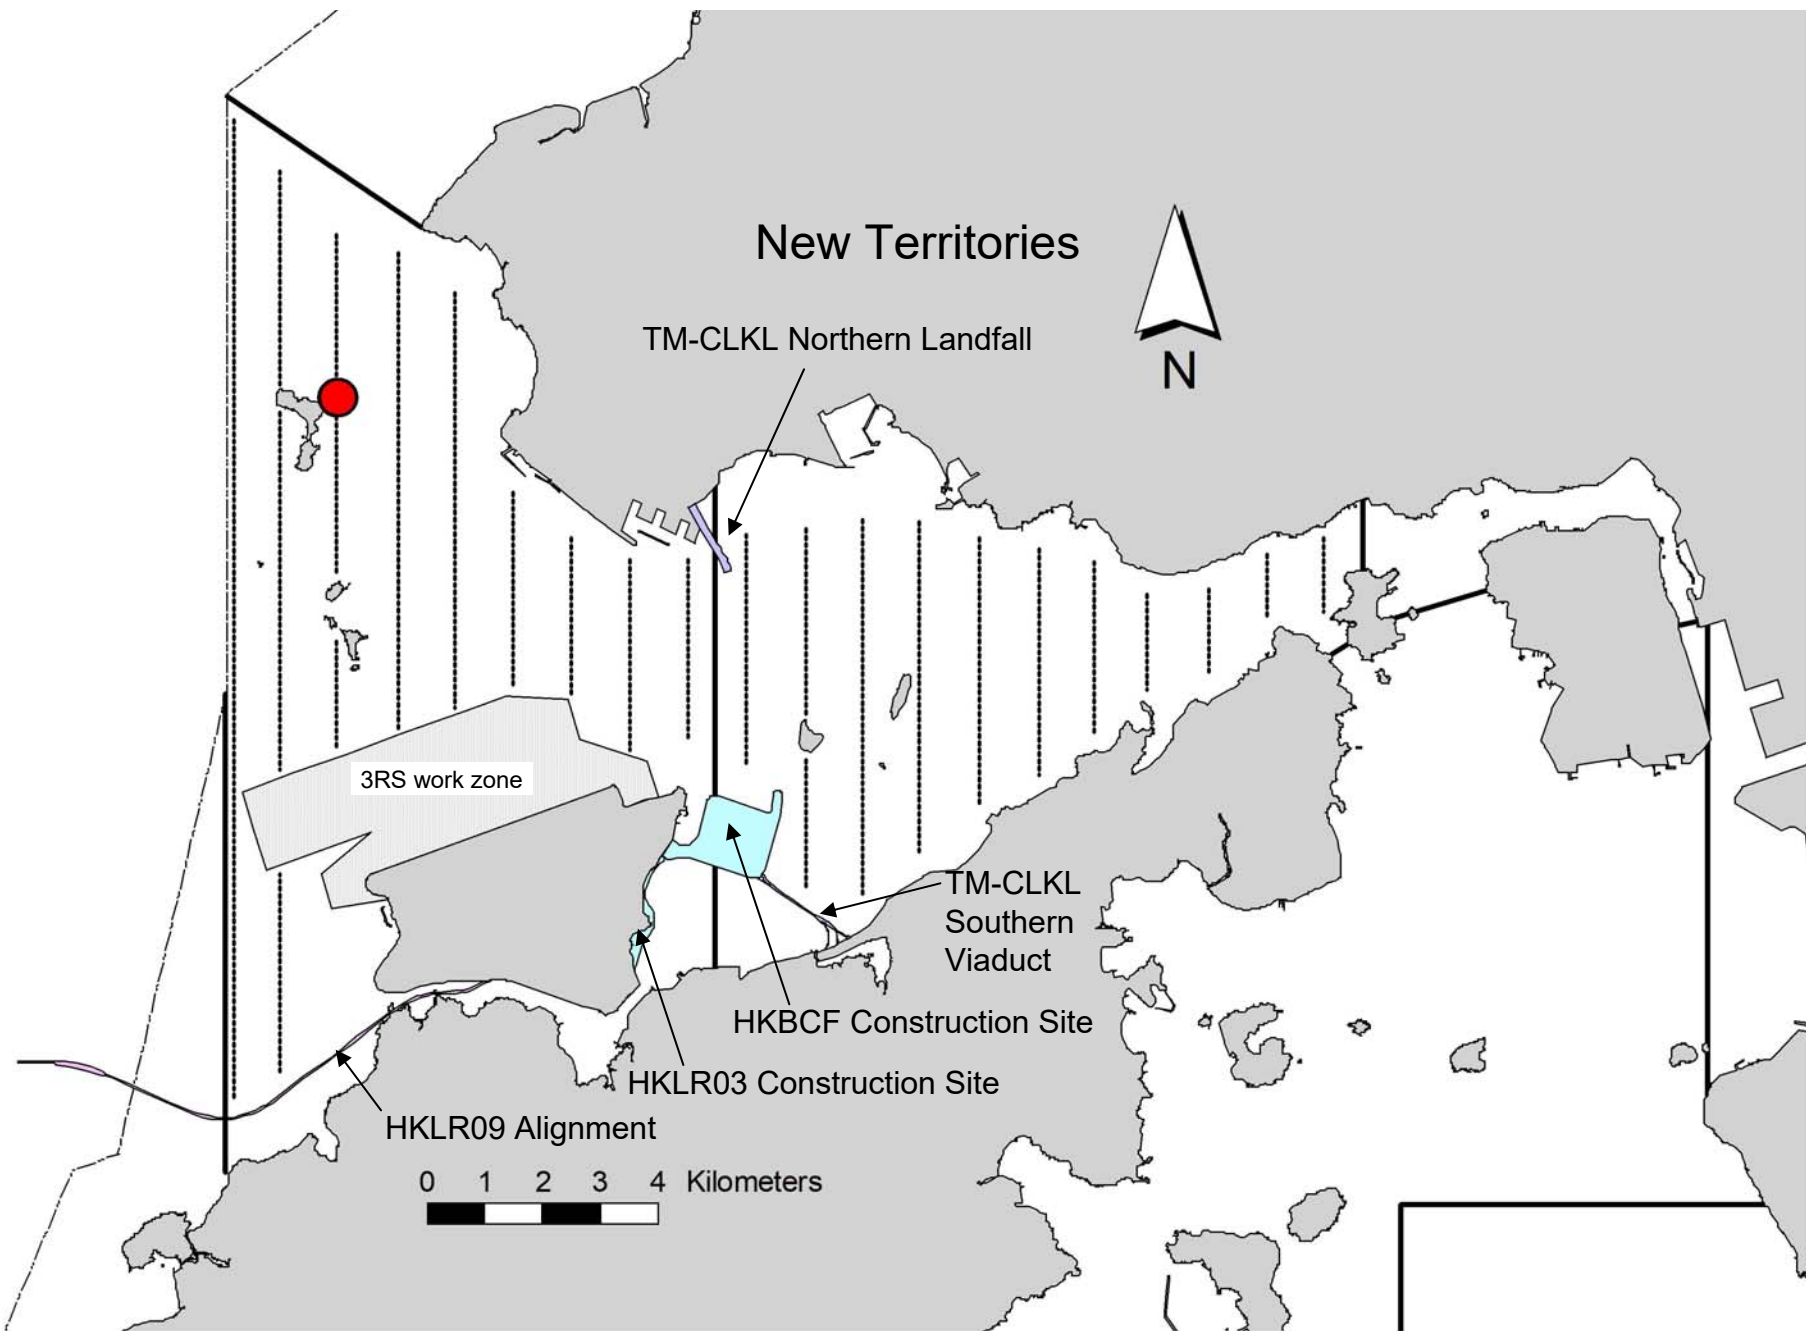 New Territories
TM-CLKL Northern Landfall
N
3RS work zone
TM-CLKL
Southern
Viaduct
HKBCF Construction Site
HKLR03 Construction Site
HKLR09 Alignment
0 1 2 3 4 Kilometers